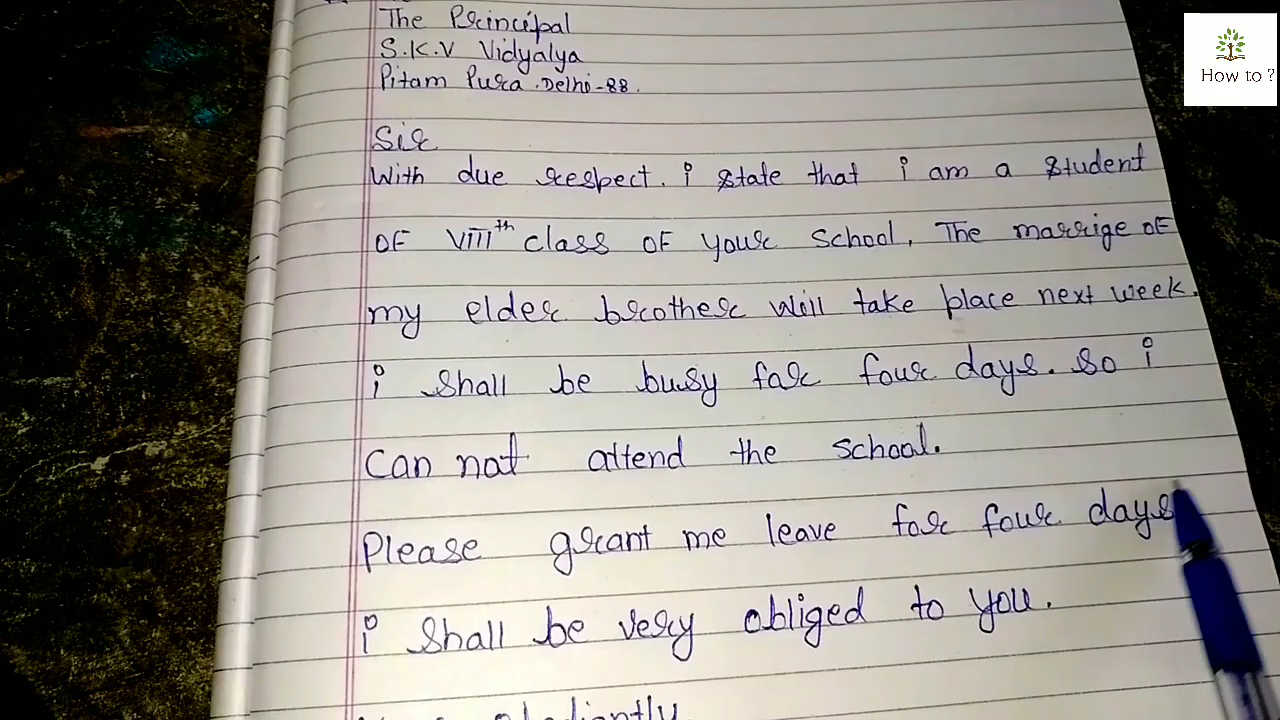 The Principal
S.K.V Vidyalya
Pitam Pura . Delhi-88.
How to ?
Sir
With due respect. i state that i am a student
OF VIIIth class OF your School. The marrige OF
my elder brother Will take place next week.
i shall be busy for four days. So i
can not attend the school.
Please grant me leave for four days
i shall be very obliged to you.